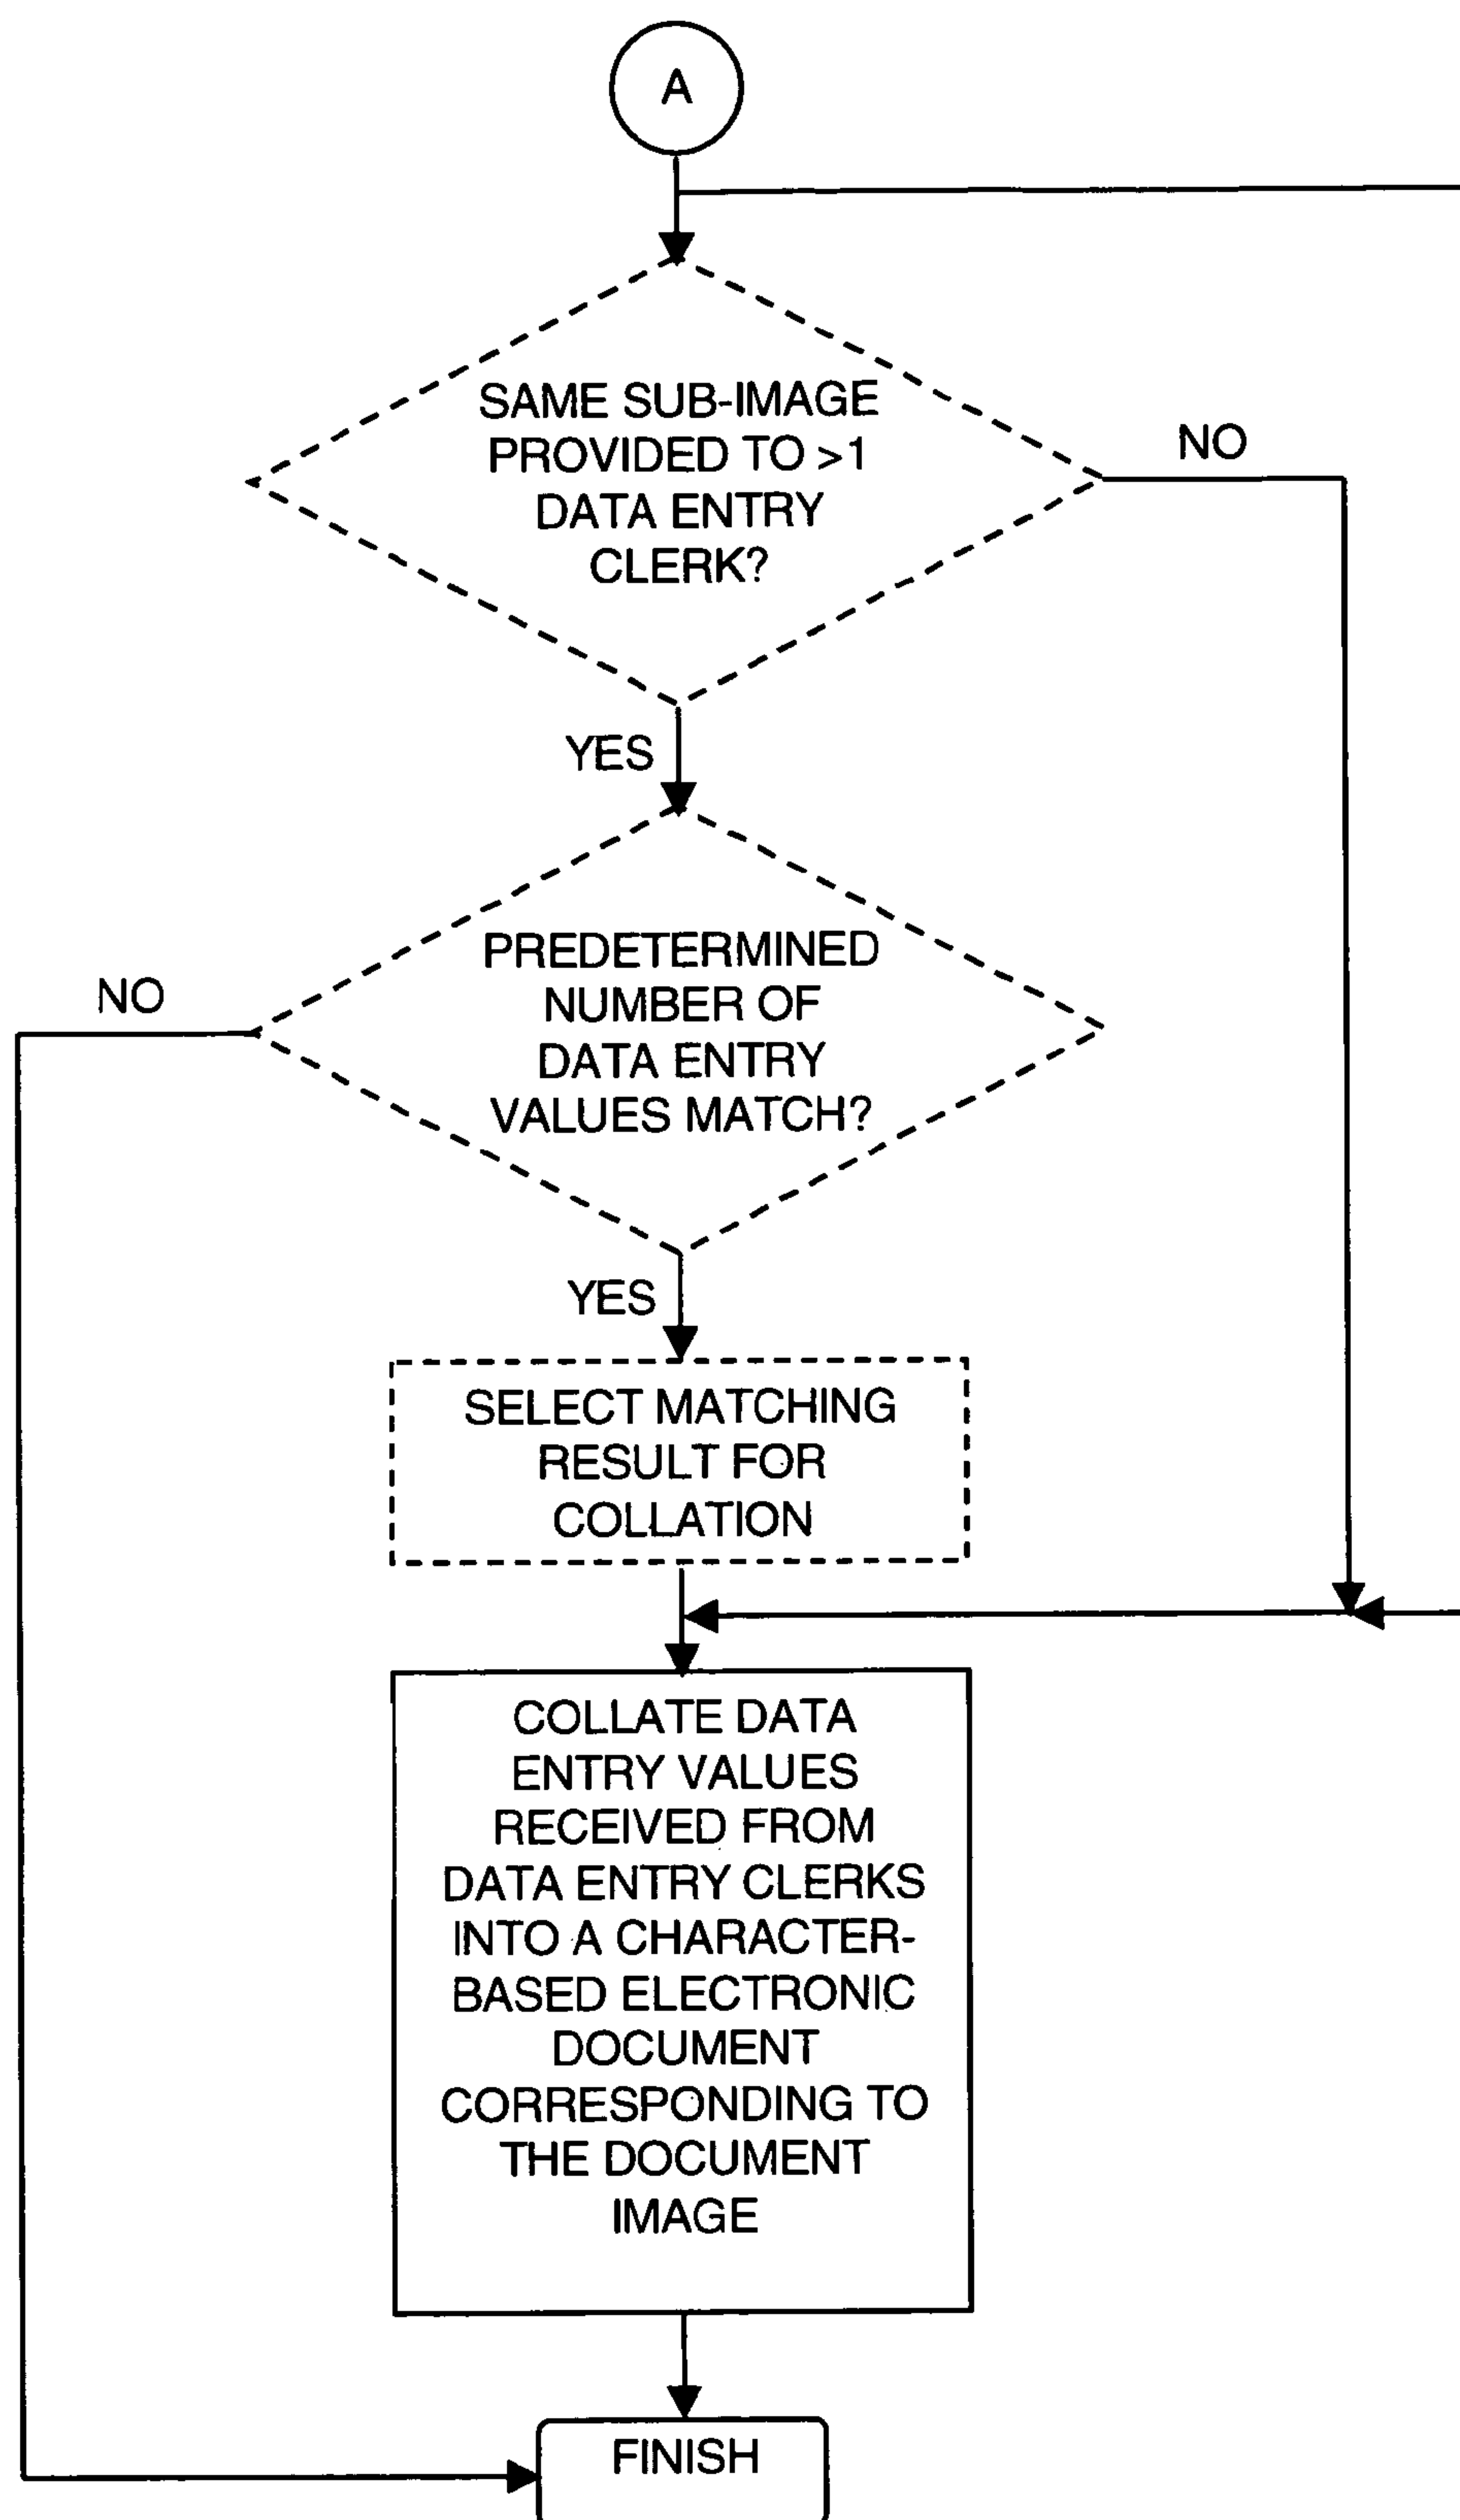 A
SAME SUB-IMAGE
PROVIDED TO >1
DATA ENTRY
CLERK?
NO
YES
PREDETERMINED
NUMBER OF
DATA ENTRY
VALUES MATCH?
NO
YES
SELECT MATCHING
RESULT FOR
COLLATION
COLLATE DATA
ENTRY VALUES
RECEIVED FROM
DATA ENTRY CLERKS
INTO A CHARACTER-
BASED ELECTRONIC
DOCUMENT
CORRESPONDING TO
THE DOCUMENT
IMAGE
FINISH